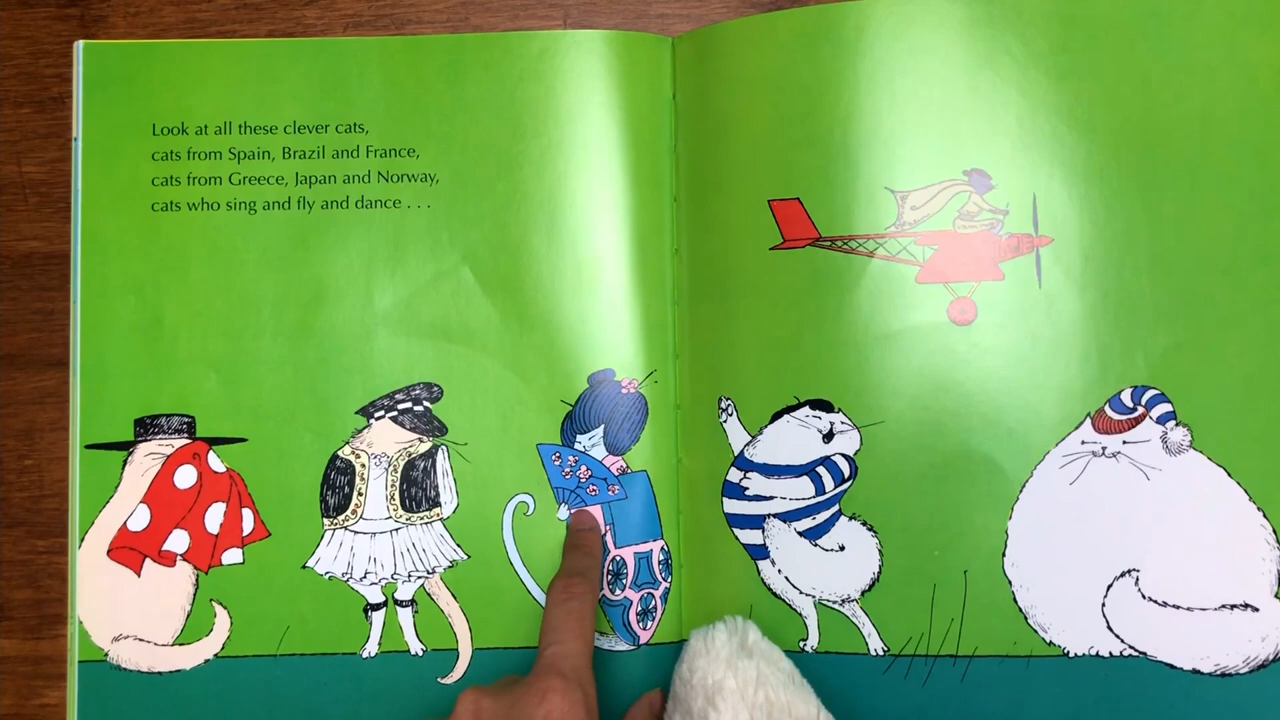 Look at all these clever cats,
cats from Spain, Brazil and France,
cats from Greece, Japan and Norway,
cats who sing and fly and dance . . .